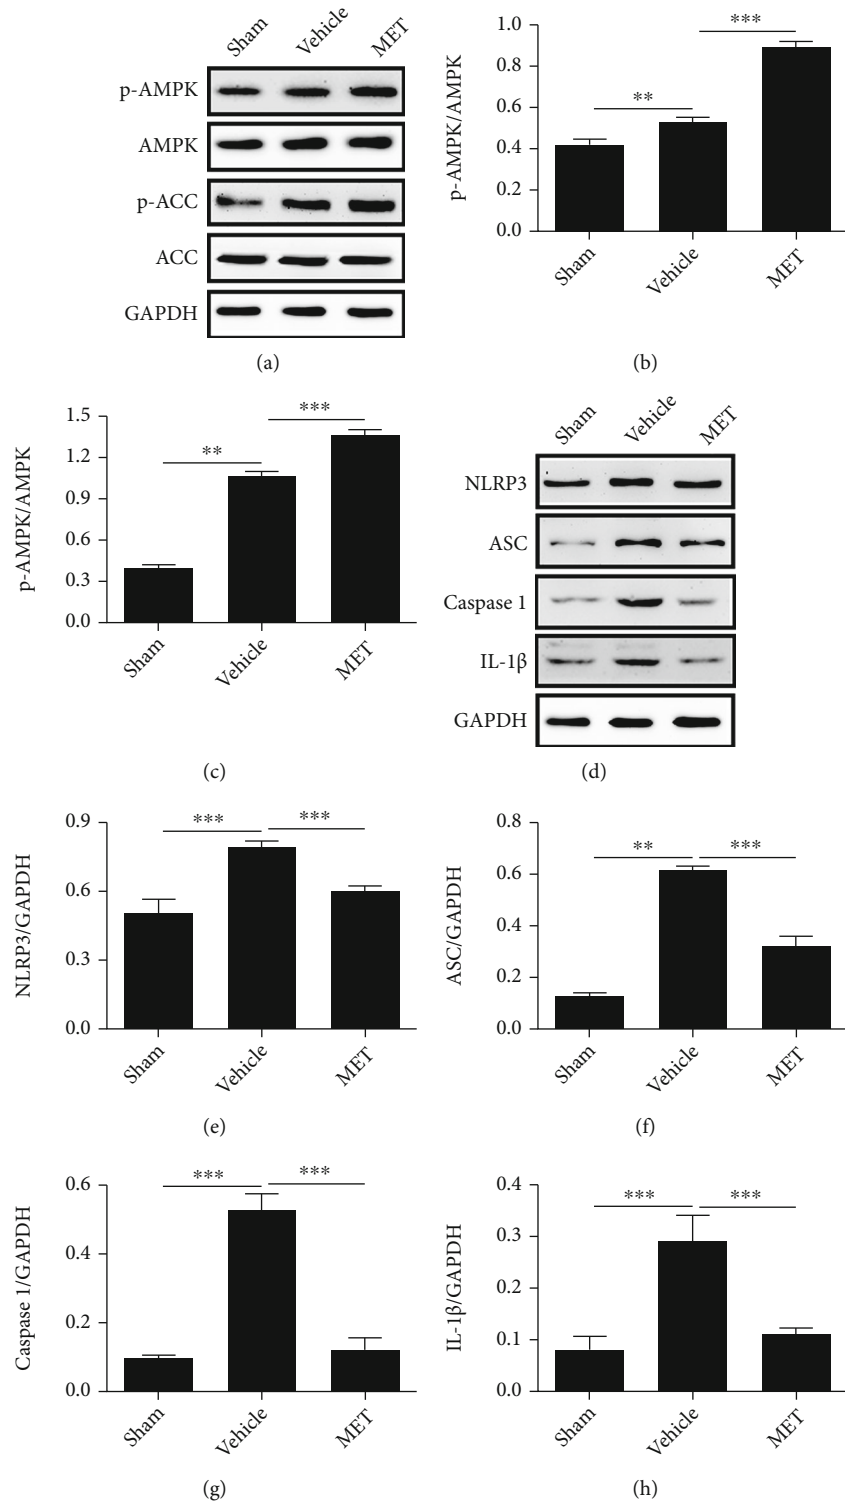 Sham Vehicle MET
p-AMPK
AMPK
p-ACC
ACC
GAPDH
(a)
p-AMPK/AMPK
1.0
0.8
0.6
0.4
0.2
0.0
**
***
Sham Vehicle MET
(b)
p-AMPK/AMPK
1.5
1.2
0.9
0.6
0.3
0.0
**
***
Sham Vehicle MET
(c)
Sham Vehicle MET
NLRP3
ASC
Caspase 1
IL-1β
GAPDH
(d)
NLRP3/GAPDH
0.9
0.6
0.3
0.0
*** ***
Sham Vehicle MET
(e)
ASC/GAPDH
0.8
0.6
0.4
0.2
0.0
** ***
Sham Vehicle MET
(f)
Caspase 1/GAPDH
0.6
0.4
0.2
0.0
*** ***
Sham Vehicle MET
(g)
IL-1β/GAPDH
0.4
0.3
0.2
0.1
0.0
*** ***
Sham Vehicle MET
(h)